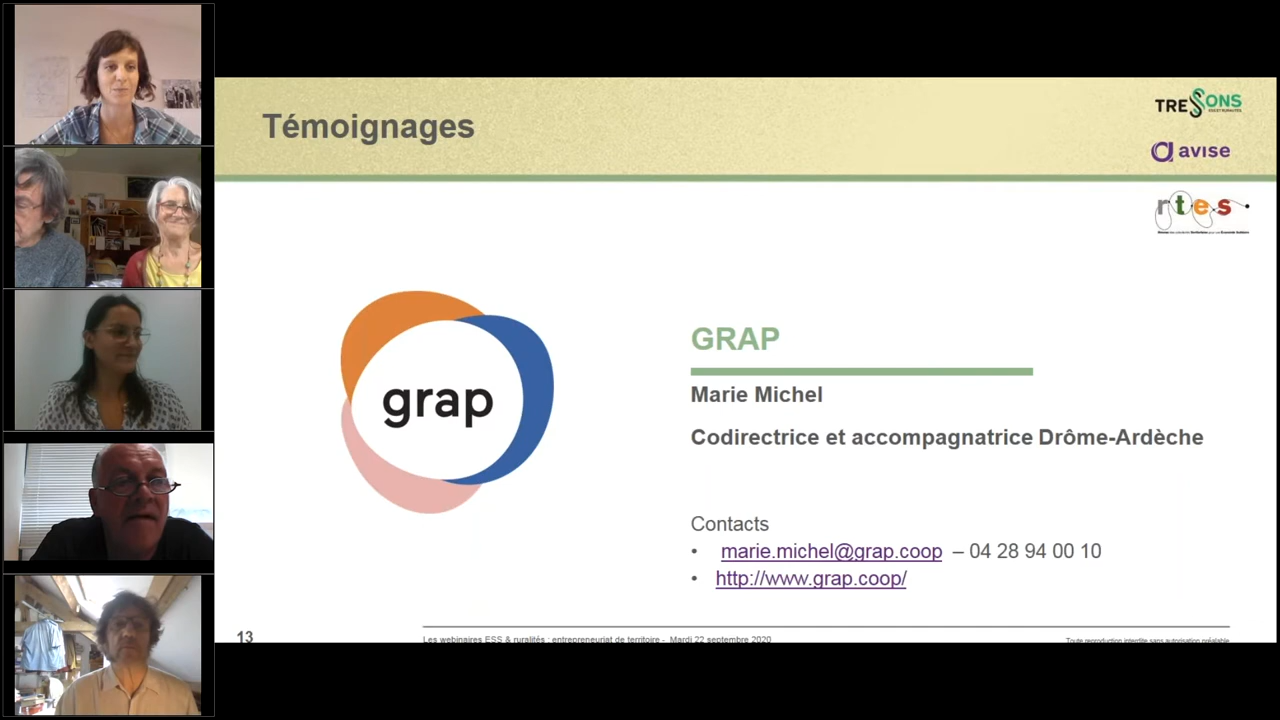 Témoignages
TRESSONS
avise
rtes
grap
GRAP
Marie Michel
Codirectrice et accompagnatrice Drôme-Ardèche
Contacts
• marie.michel@grap.coop – 04 28 94 00 10
• http://www.grap.coop/
13
Les webinaires ESS & ruralités : entrepreneuriat de territoire - Mardi 22 septembre 2020
Toute reproduction interdite sans autorisation préalable